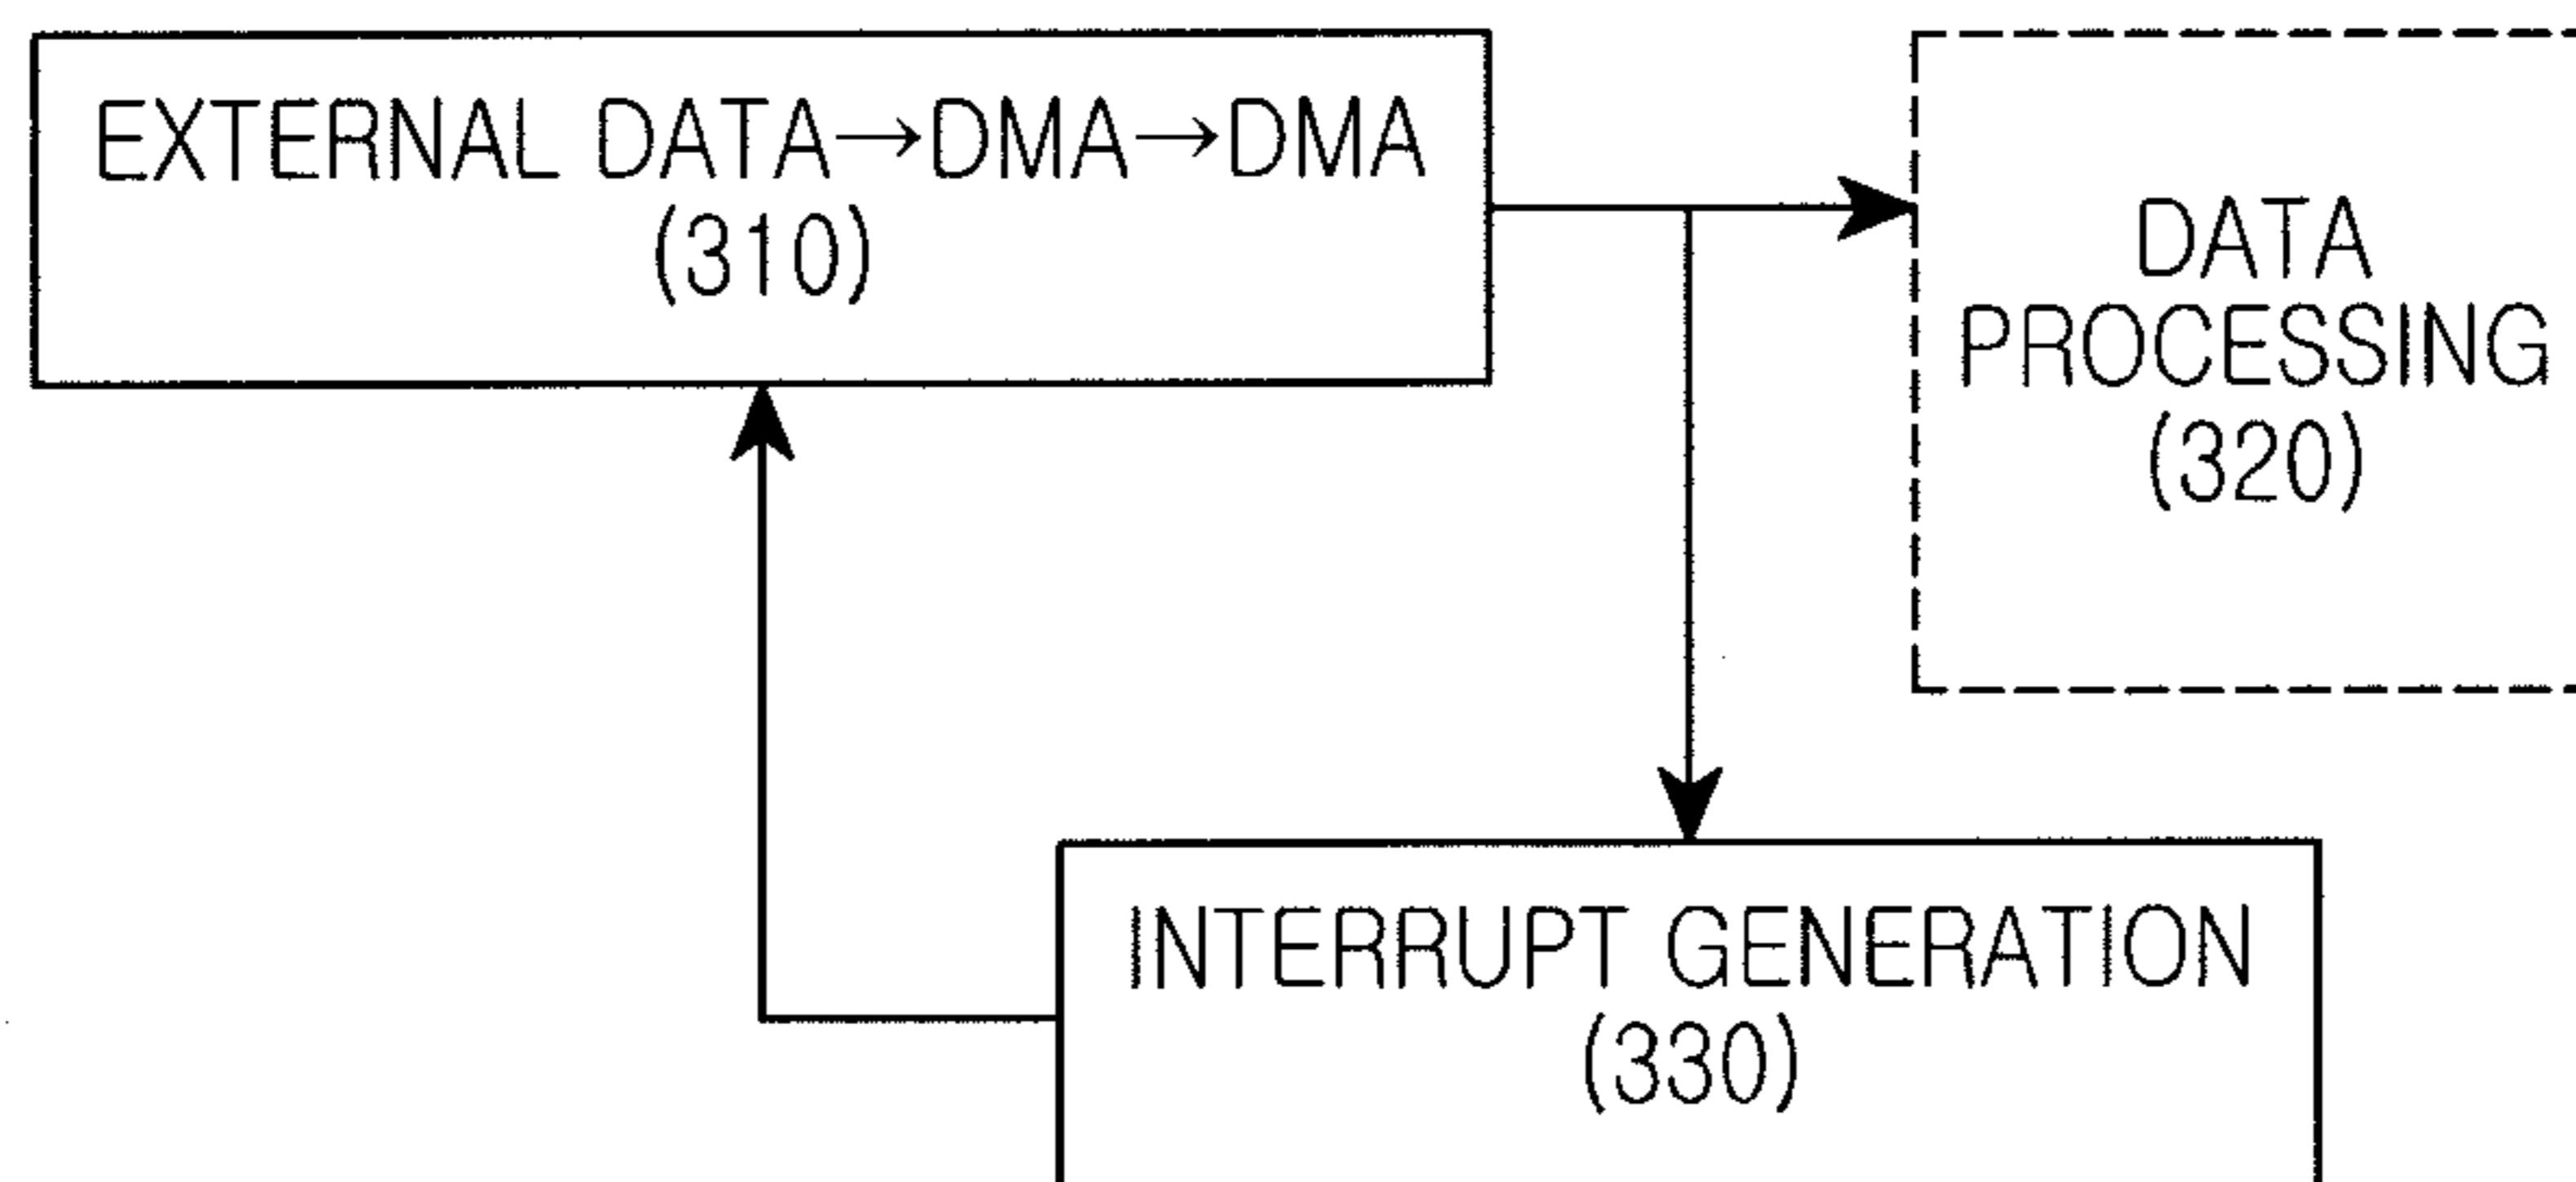 EXTERNAL DATA→DMA→DMA
(310)
DATA
PROCESSING
(320)
INTERRUPT GENERATION
(330)